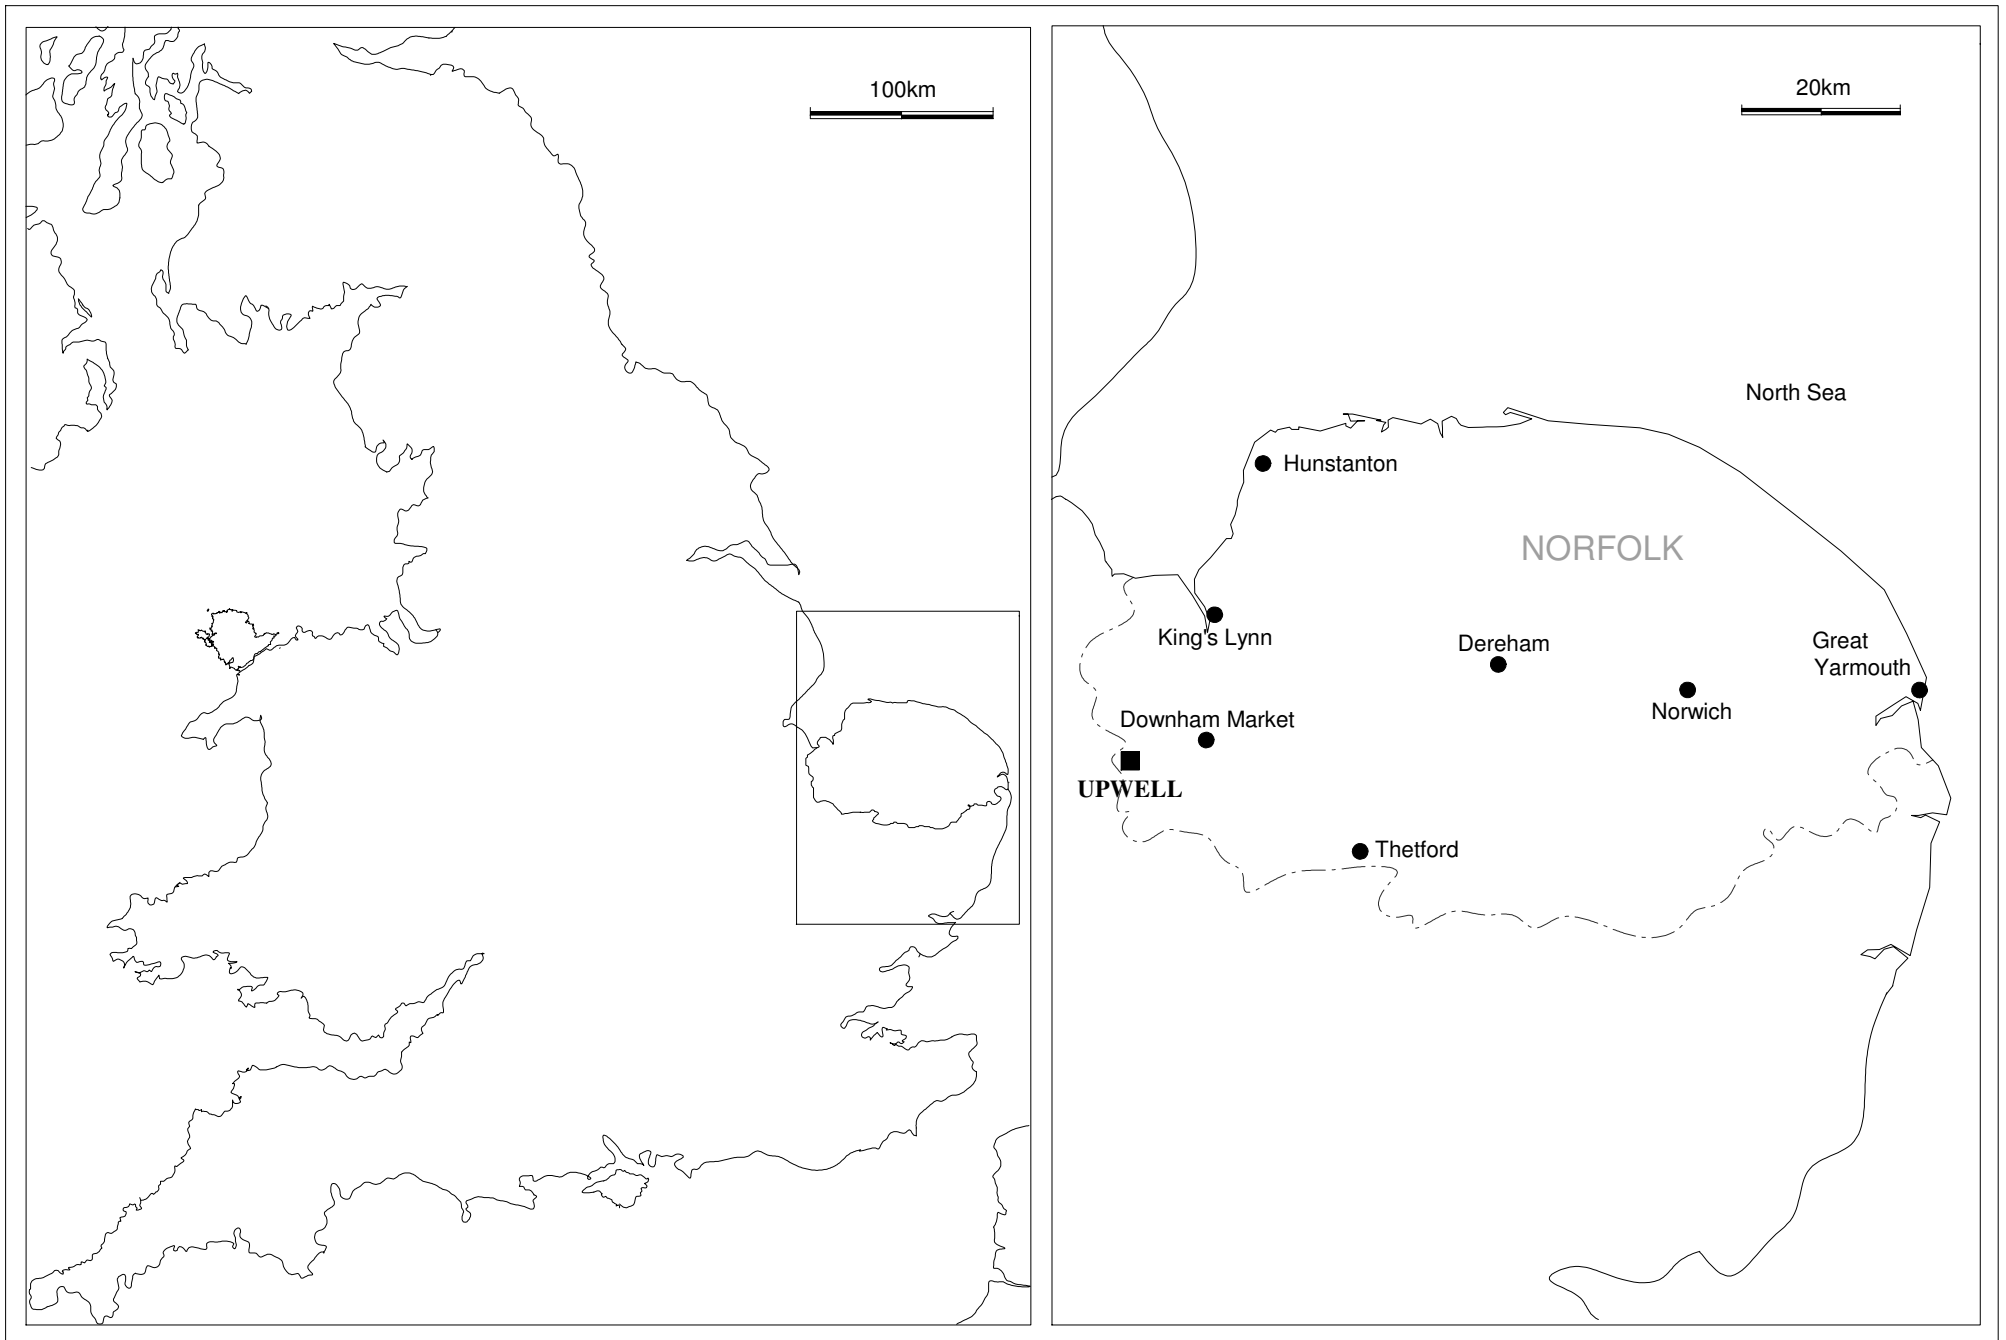 100km
20km
North Sea
Hunstanton
NORFOLK
King's Lynn
Dereham
Great
Yarmouth
Norwich
Downham Market
UPWELL
Thetford